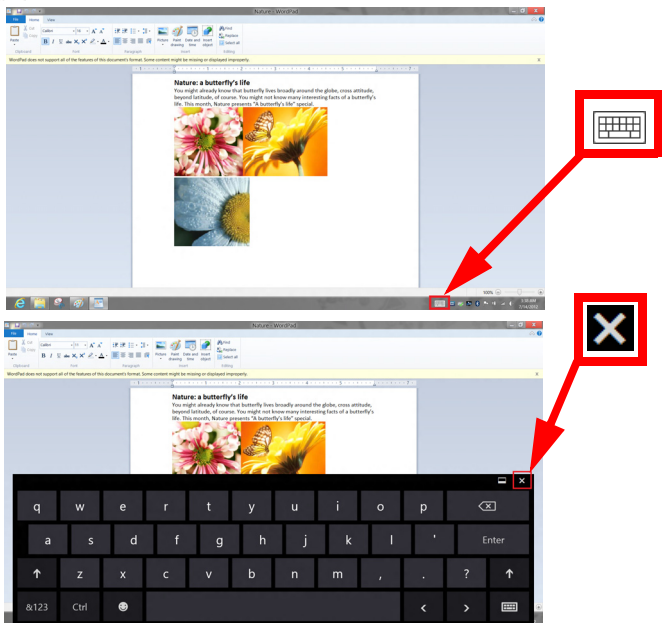 Nature - WordPad
File Home View
Cut
Copy
Paste
Calibri
Picture
Paint drawing
Date and time
Insert object
Find
Replace
Select all
Clipboard Font Paragraph Insert Editing
WordPad does not support all of the features of this document's format. Some content might be missing or displayed improperly.
Nature: a butterfly's life
You might already know that butterfly lives broadly around the globe, cross attitude,
beyond latitude, of course. You might not know many interesting facts of a butterfly's
life. This month, Nature presents "A butterfly's life" special.
100%
Nature - WordPad
File Home View
Cut
Copy
Paste
Calibri
Picture
Paint drawing
Date and time
Insert object
Find
Replace
Select all
Clipboard Font Paragraph Insert Editing
WordPad does not support all of the features of this document's format. Some content might be missing or displayed improperly.
Nature: a butterfly's life
You might already know that butterfly lives broadly around the globe, cross attitude,
beyond latitude, of course. You might not know many interesting facts of a butterfly's
life. This month, Nature presents "A butterfly's life" special.
q w e r t y u i o p
a s d f g h j k l ' Enter
z x c v b n m , . ?
&123 Ctrl < >